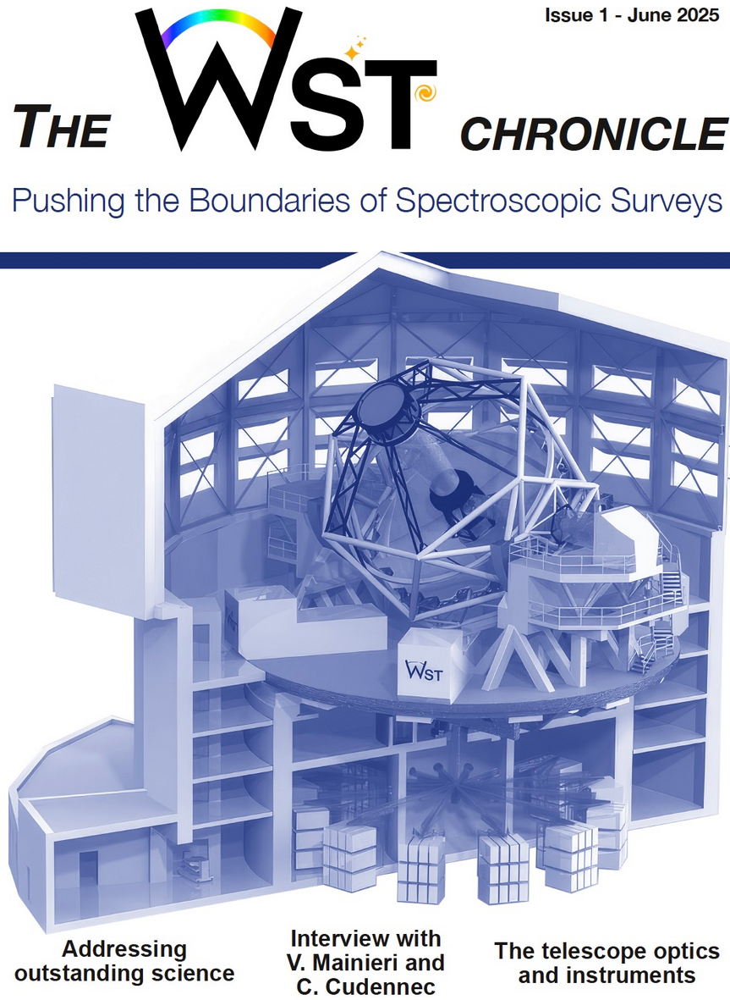 Issue 1 - June 2025
THE WST CHRONICLE
Pushing the Boundaries of Spectroscopic Surveys
WST
Addressing
outstanding science
Interview with
V. Mainieri and
C. Cudennec
The telescope optics
and instruments